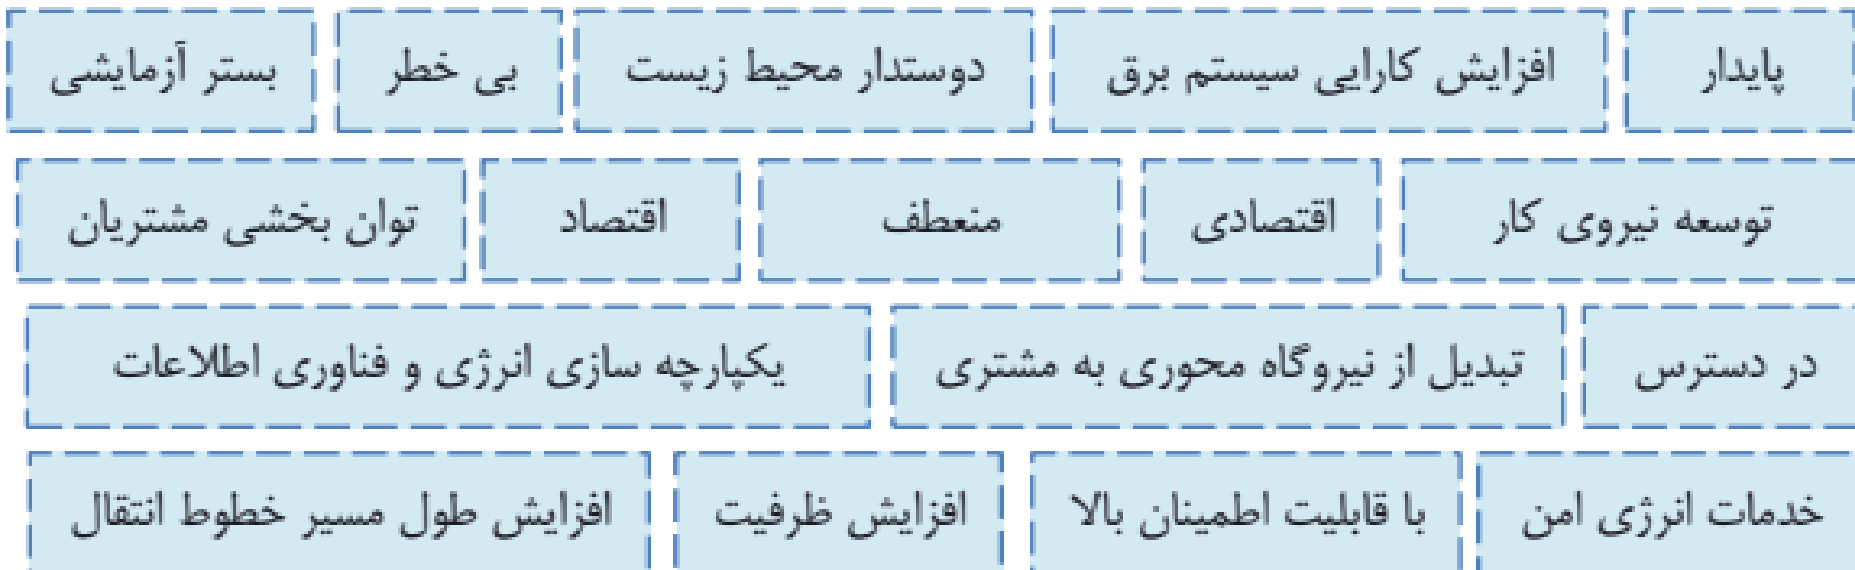 پایدار افزایش کارایی سیستم برق دوستدار محیط زیست بی خطر بستر آزمایشی
توسعه نیروی کار اقتصادی منعطف اقتصاد توان بخشی مشتریان
در دسترس تبدیل از نیروگاه محوری به مشتری یکپارچه سازی انرژی و فناوری اطلاعات
خدمات انرژی امن با قابلیت اطمینان بالا افزایش ظرفیت افزایش طول مسیر خطوط انتقال